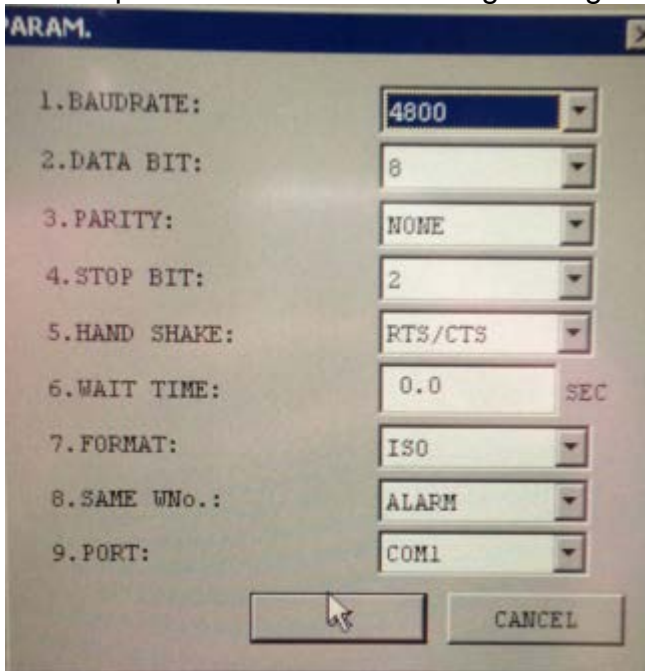 PARAM.
1.BAUDRATE: 4800
2.DATA BIT: 8
3.PARITY: NONE
4.STOP BIT: 2
5.HAND SHAKE: RTS/CTS
6.WAIT TIME: 0.0 SEC
7.FORMAT: ISO
8.SAME WNo.: ALARM
9.PORT: COM1
CANCEL